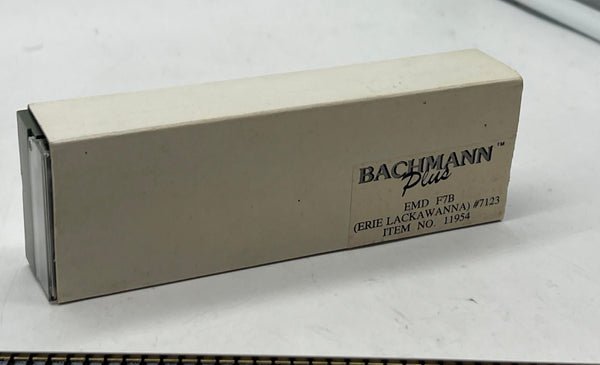 BACHMANN™
Plus
EMD F7B
(ERIE LACKAWANNA) #7123
ITEM NO. 11954